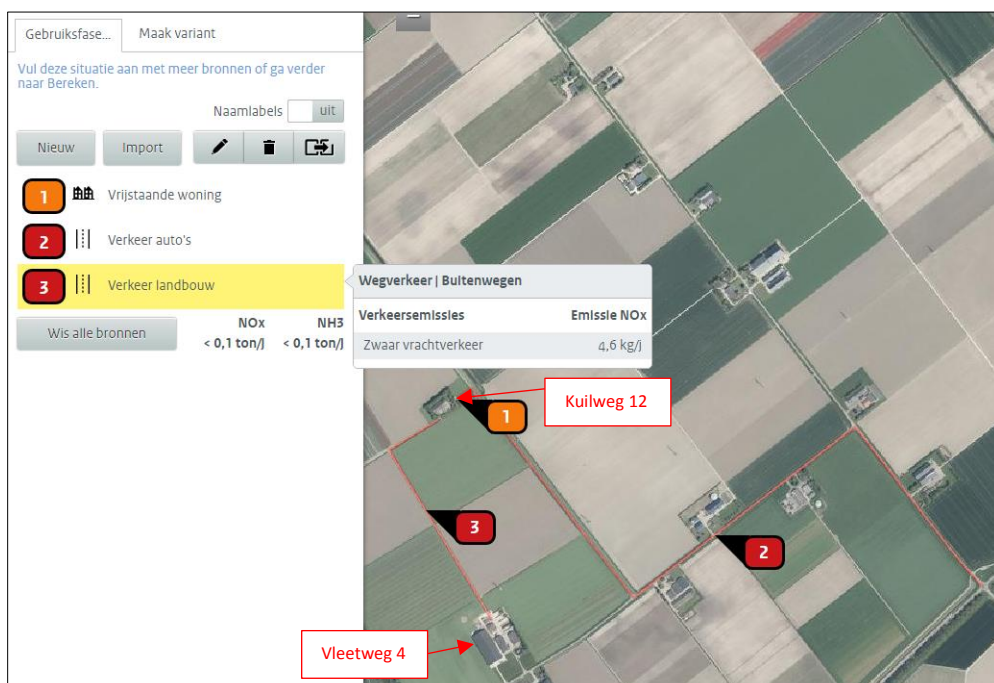 Gebruiksfase... Maak variant
Vul deze situatie aan met meer bronnen of ga verder
naar Bereken.
Naamlabels uit
Nieuw Import
1 Vrijstaande woning
2 Verkeer auto's
3 Verkeer landbouw
Wis alle bronnen
NOx NH3
< 0,1 ton/j < 0,1 ton/j
Wegverkeer | Buitenwegen
Verkeersemissies Emissie NOx
Zwaar vrachtverkeer 4,6 kg/j
Kuilweg 12
1
3
2
Vleetweg 4